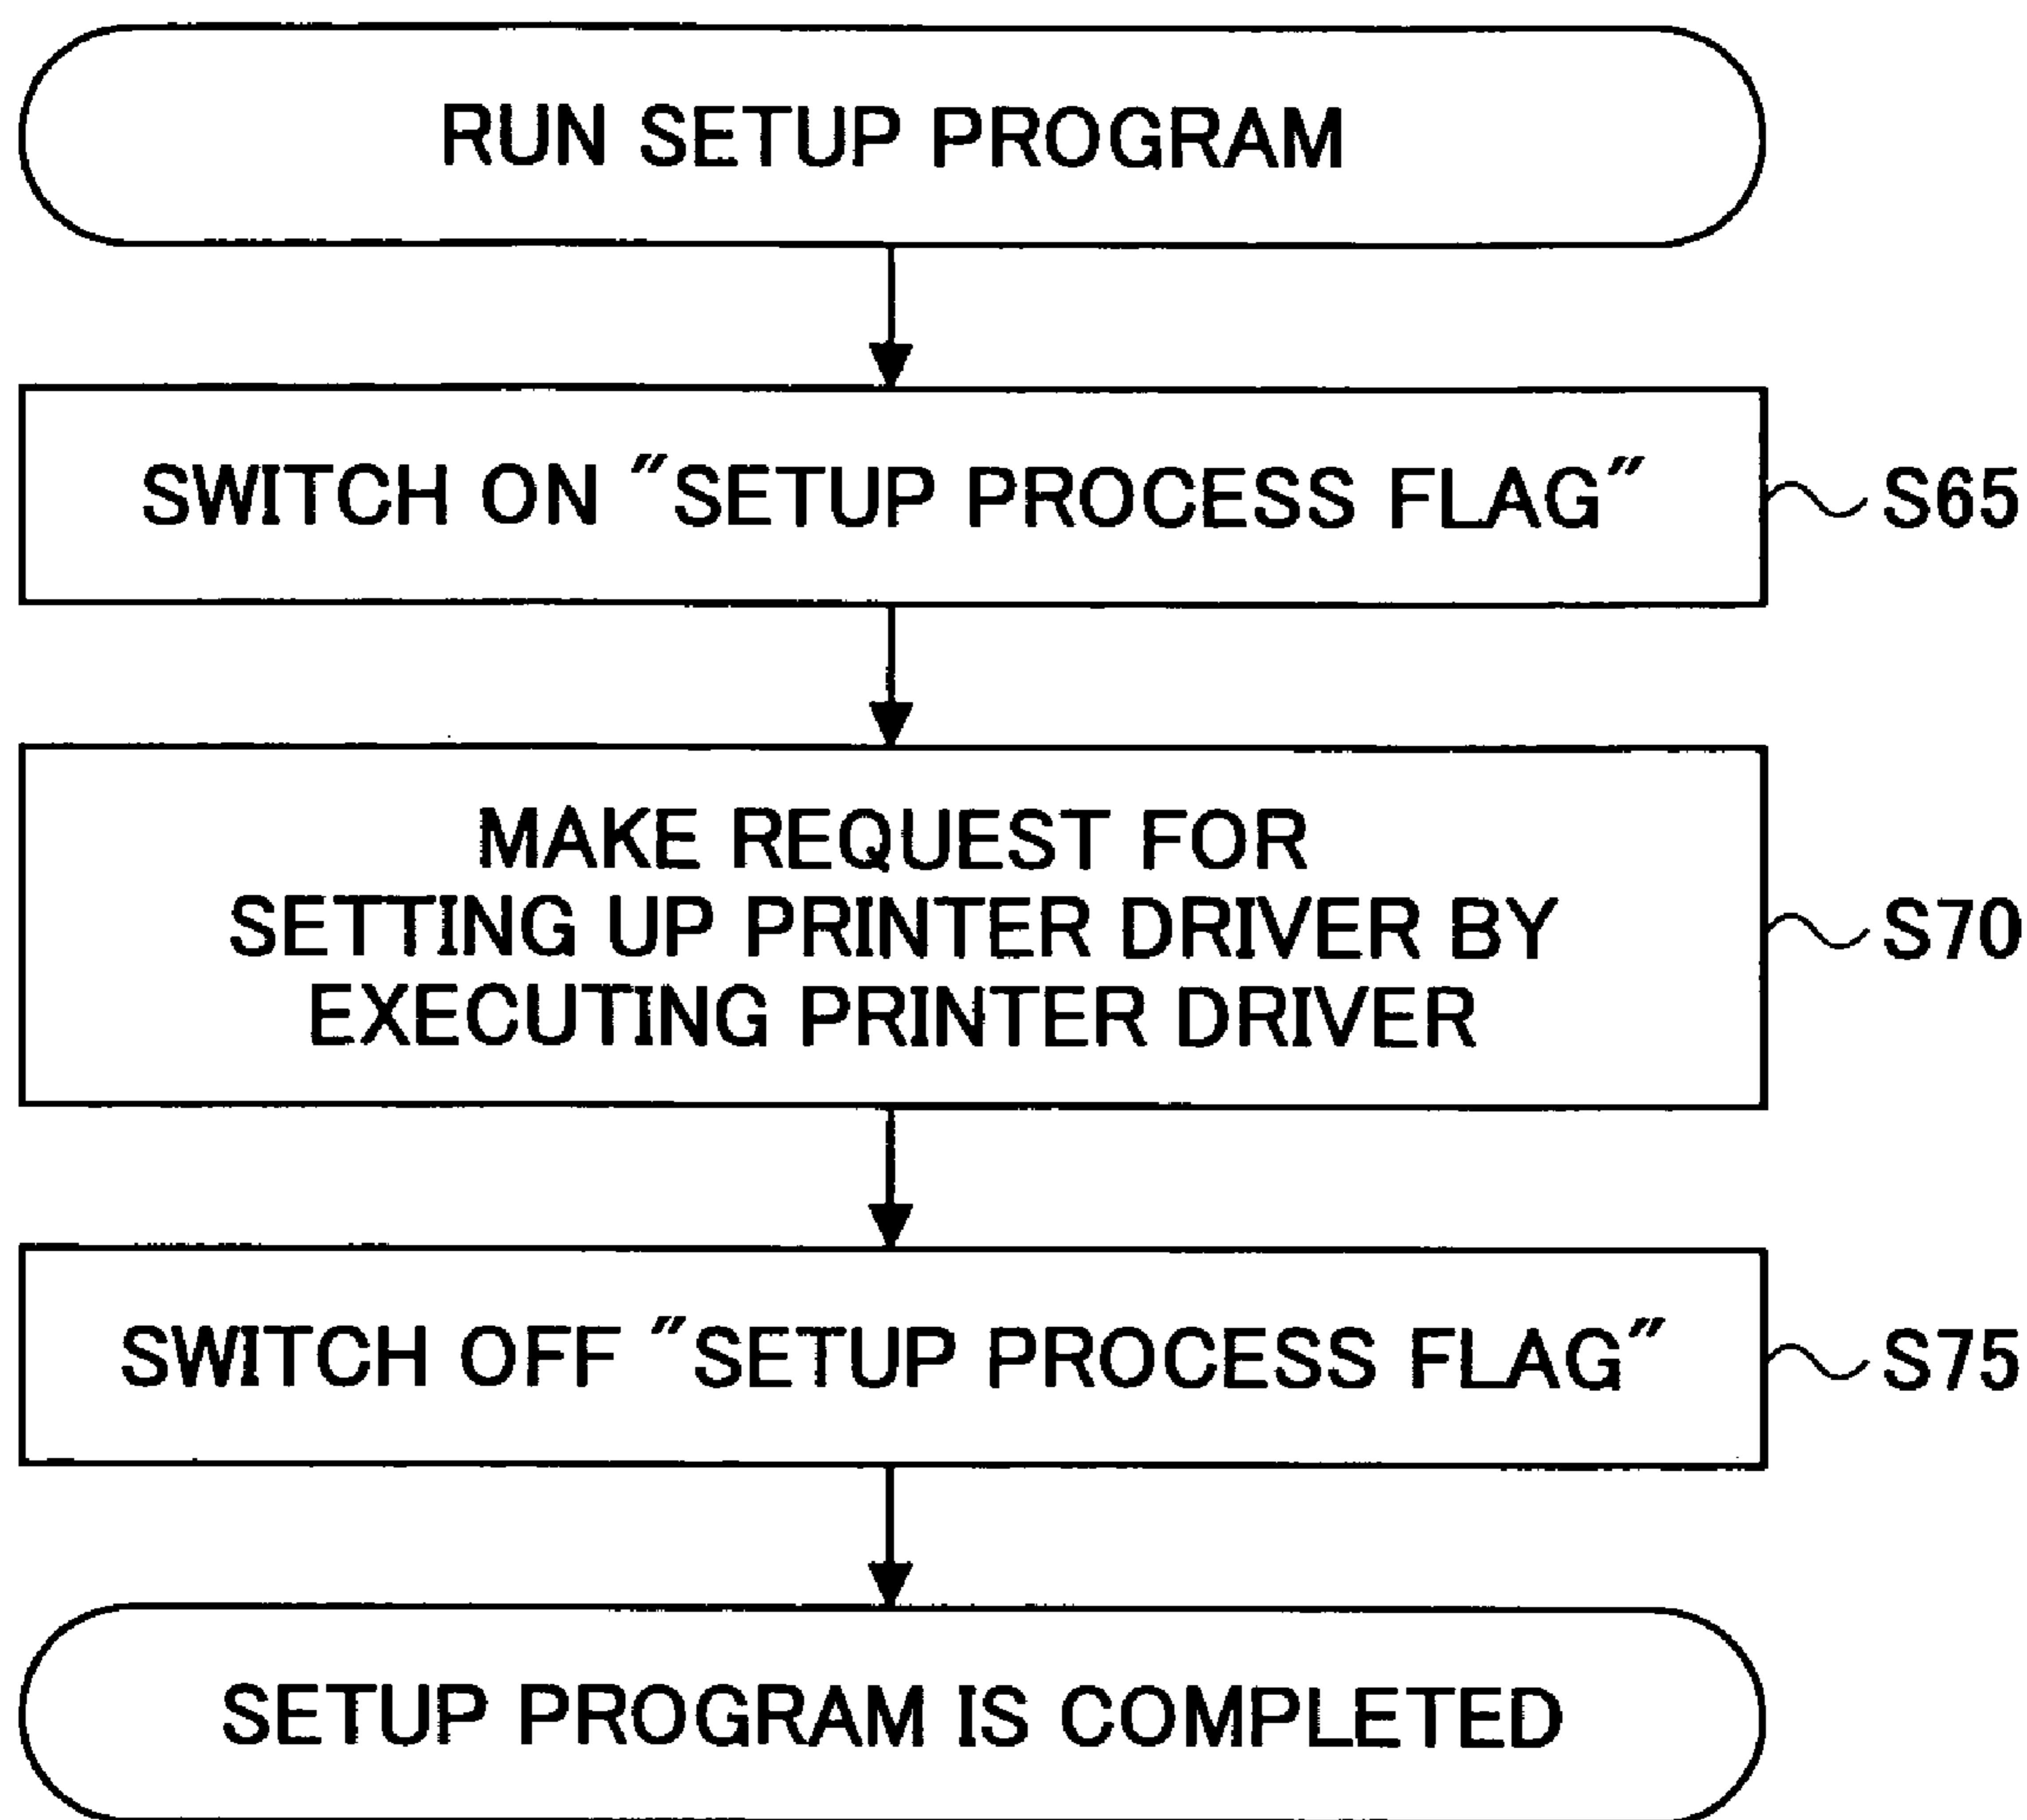 RUN SETUP PROGRAM
SWITCH ON "SETUP PROCESS FLAG"
S65
MAKE REQUEST FOR
SETTING UP PRINTER DRIVER BY
EXECUTING PRINTER DRIVER
S70
SWITCH OFF "SETUP PROCESS FLAG"
S75
SETUP PROGRAM IS COMPLETED